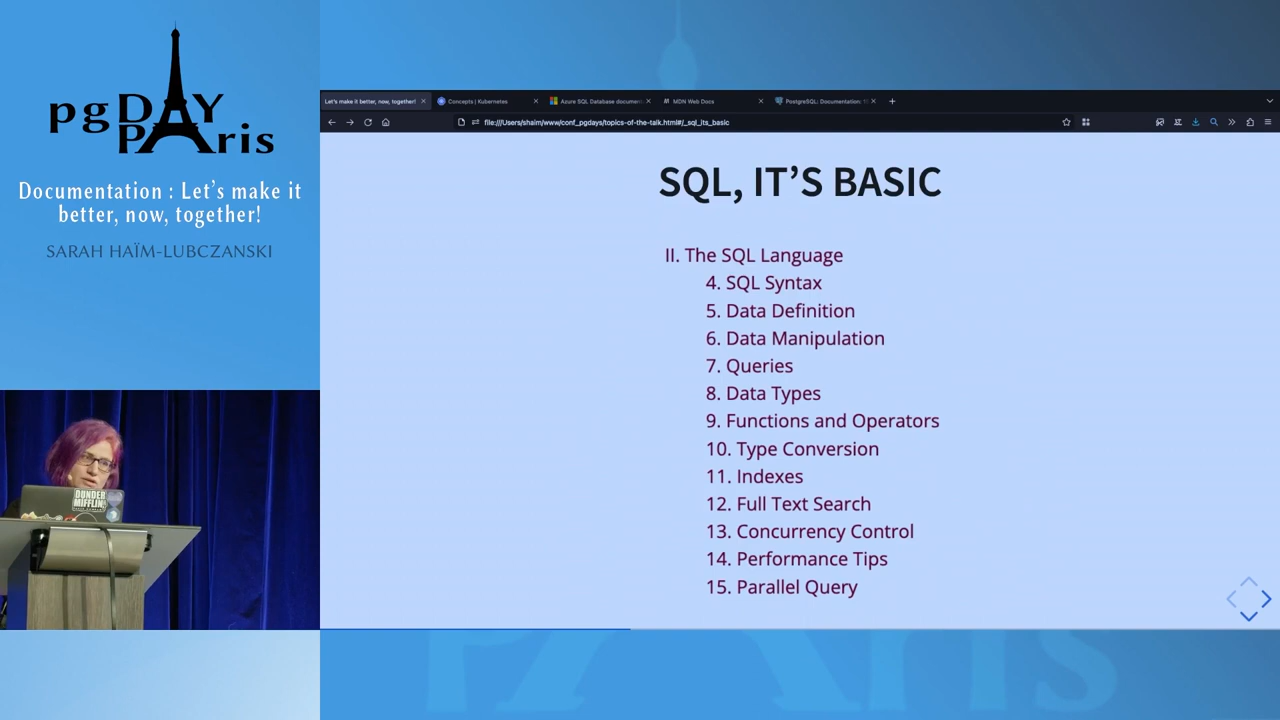 pgDAY
PAris
Documentation : Let's make it
better, now, together!
SARAH HAÏM-LUBCZANSKI
DUNDER
MIFFLIN
Let's make it better, now, together!
Concepts | Kubernetes
Azure SQL Database document
MDN Web Docs
PostgreSQL: Documentation: 1
file:///Users/shaim/www/conf_pgdays/topics-of-the-talk.html#/_sql_its_basic
SQL, IT'S BASIC
II. The SQL Language
4. SQL Syntax
5. Data Definition
6. Data Manipulation
7. Queries
8. Data Types
9. Functions and Operators
10. Type Conversion
11. Indexes
12. Full Text Search
13. Concurrency Control
14. Performance Tips
15. Parallel Query